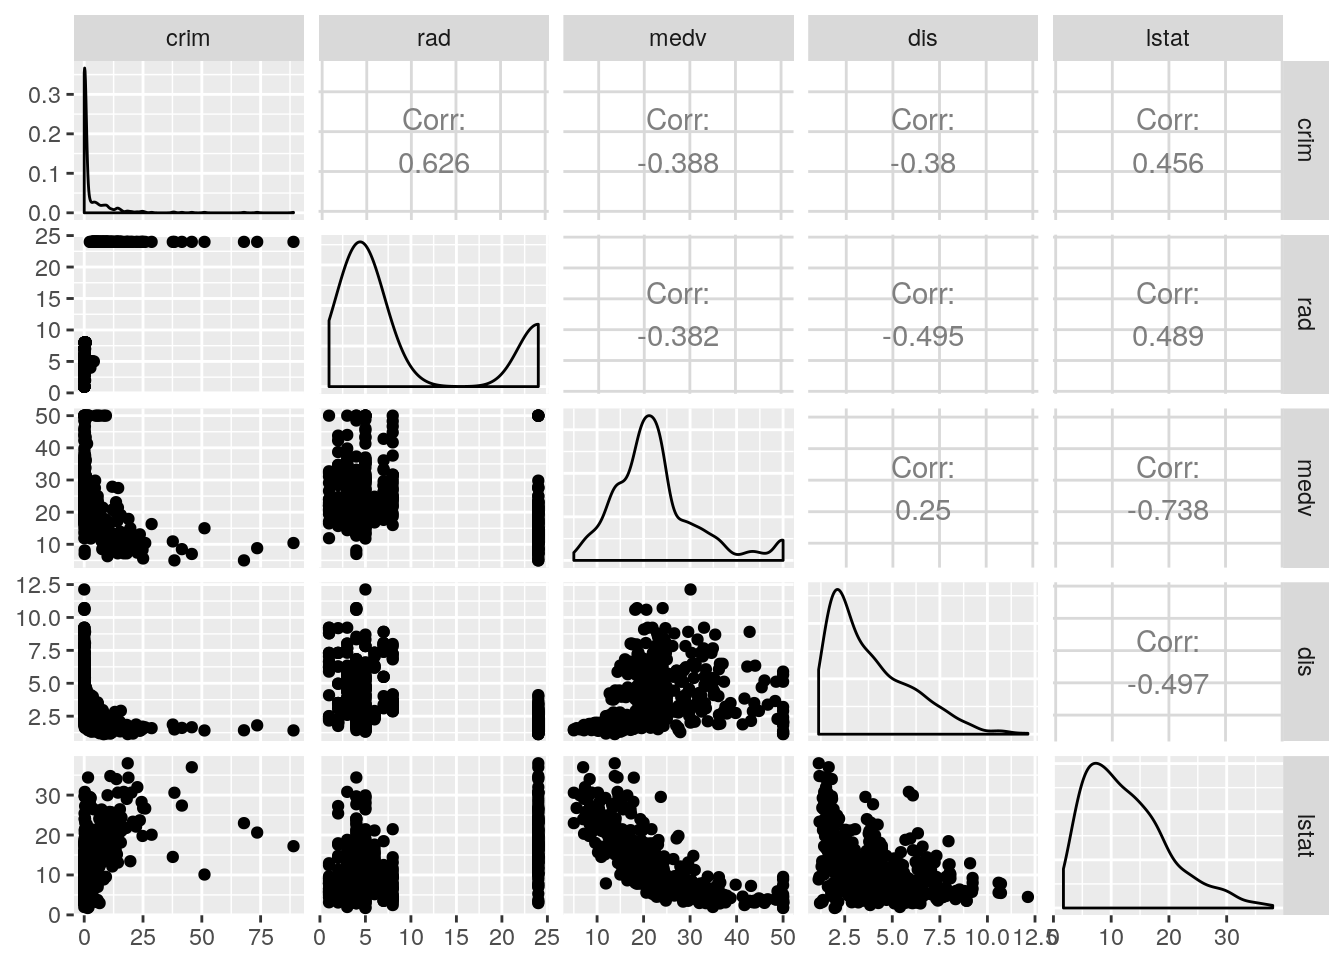 crim rad medv dis lstat
0.3
0.2
0.1
0.0
Corr:
0.626
Corr:
-0.388
Corr:
-0.38
Corr:
0.456
crim
25
20
15
10
5
0
Corr:
-0.382
Corr:
-0.495
Corr:
0.489
rad
50
40
30
20
10
Corr:
0.25
Corr:
-0.738
medv
12.5
10.0
7.5
5.0
2.5
Corr:
-0.497
dis
30
20
10
0
lstat
0 25 50 75 0 5 10 15 20 25 10 20 30 40 50 2.5 5.0 7.5 10.0 12.5 0 10 20 30